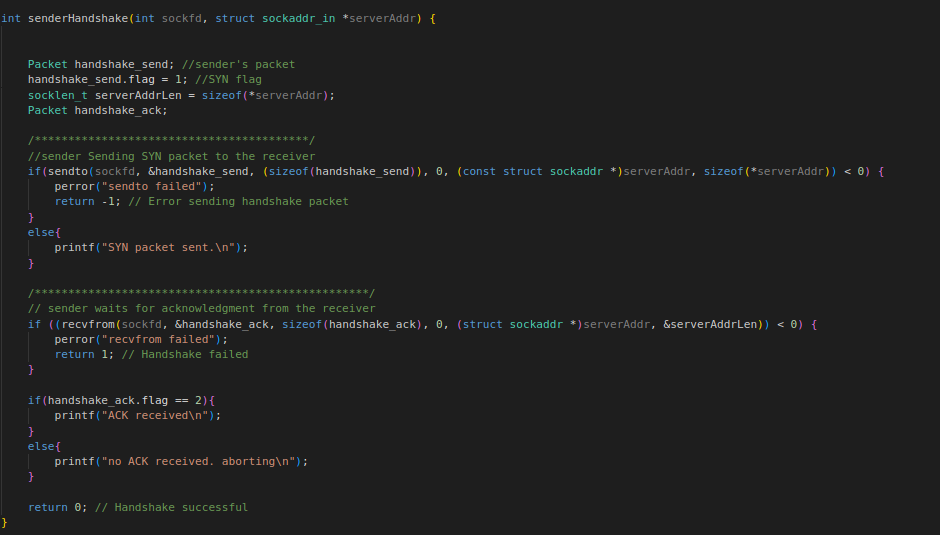 int senderHandshake(int sockfd, struct sockaddr_in *serverAddr) {
Packet handshake_send; //sender's packet
handshake_send.flag = 1; //SYN flag
socklen_t serverAddrLen = sizeof(*serverAddr);
Packet handshake_ack;
/*****************************************/
//sender Sending SYN packet to the receiver
if(sendto(sockfd, &handshake_send, (sizeof(handshake_send)), 0, (const struct sockaddr *)serverAddr, sizeof(*serverAddr)) < 0) {
perror("sendto failed");
return -1; // Error sending handshake packet
}
else{
printf("SYN packet sent.\n");
}
/**************************************************/
// sender waits for acknowledgment from the receiver
if ((recvfrom(sockfd, &handshake_ack, sizeof(handshake_ack), 0, (struct sockaddr *)serverAddr, &serverAddrLen)) < 0) {
perror("recvfrom failed");
return 1; // Handshake failed
}
if(handshake_ack.flag == 2){
printf("ACK received\n");
}
else{
printf("no ACK received. aborting\n");
}
return 0; // Handshake successful
}